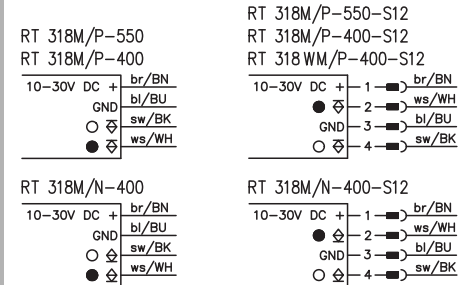 RT 318M/P-550
RT 318M/P-400
10-30V DC +
GND
br/BN
bl/BU
sw/BK
ws/WH
RT 318M/P-550-S12
RT 318M/P-400-S12
RT 318 WM/P-400-S12
10-30V DC + 1 br/BN
2 ws/WH
GND 3 bl/BU
4 sw/BK
RT 318M/N-400
10-30V DC +
GND
br/BN
bl/BU
sw/BK
ws/WH
RT 318M/N-400-S12
10-30V DC + 1 br/BN
2 ws/WH
GND 3 bl/BU
4 sw/BK